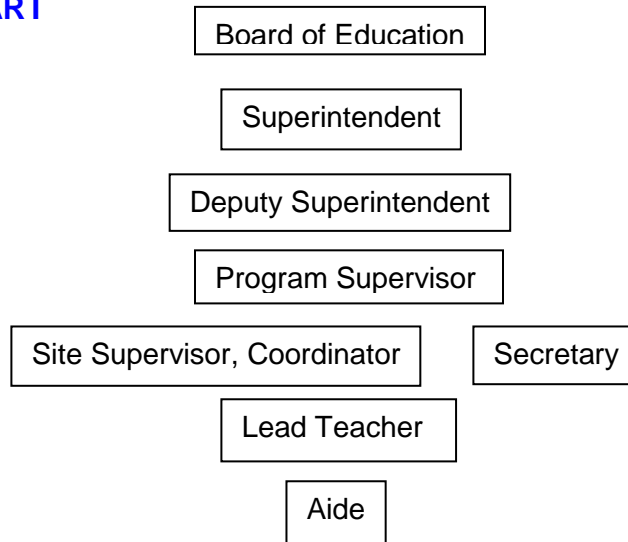 ART
Board of Education
Superintendent
Deputy Superintendent
Program Supervisor
Site Supervisor, Coordinator Secretary
Lead Teacher
Aide